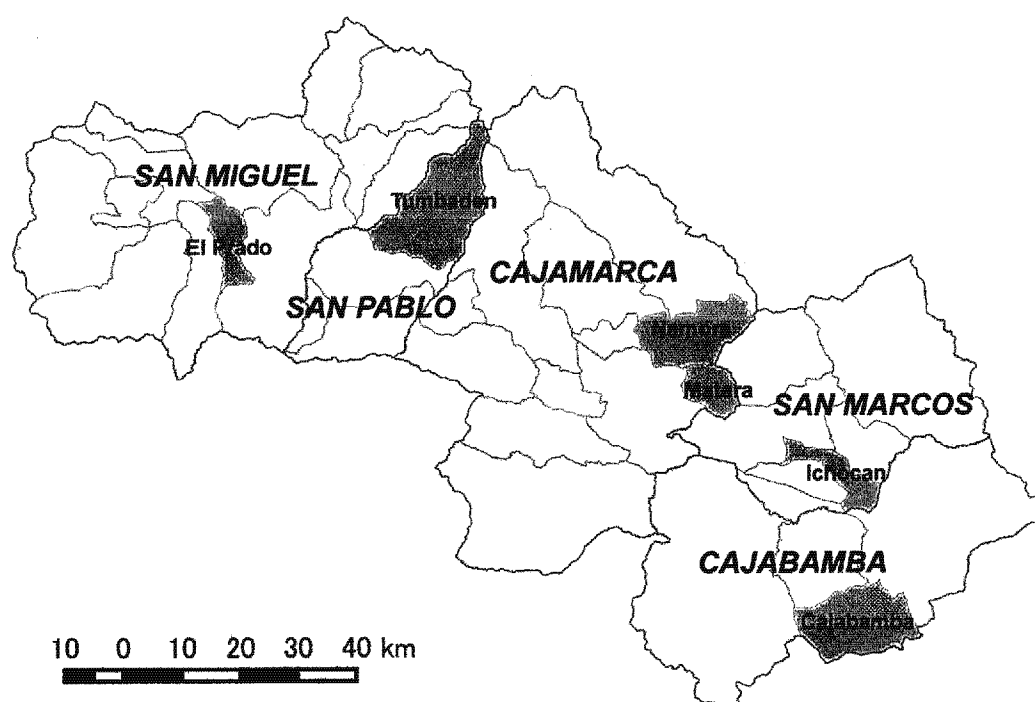 SAN MIGUEL
Tumbaden
El Prado
CAJAMARCA
SAN PABLO
Namora
Matara
SAN MARCOS
Ichocan
CAJABAMBA
Cajabamba
10 0 10 20 30 40 km